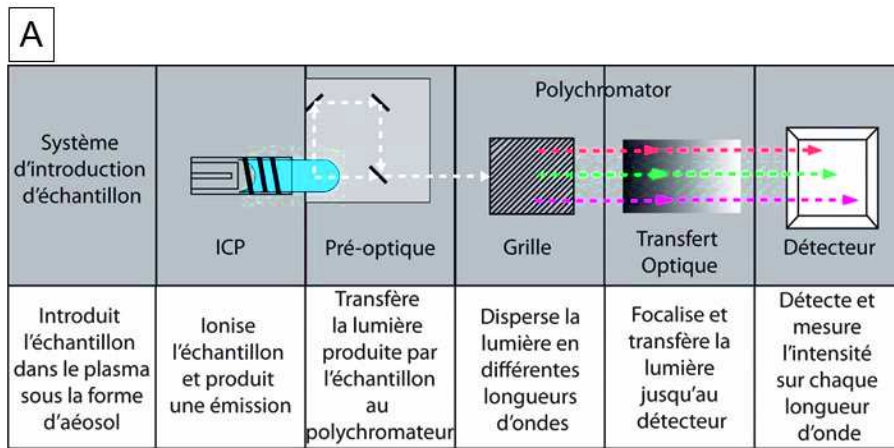 A
Polychromator
Système
d'introduction
d'échantillon
ICP
Pré-optique
Grille
Transfert
Optique
Détecteur
Introduit
l'échantillon
dans le plasma
sous la forme
d'aéosol
Ionise
l'échantillon
et produit
une émission
Transfère
la lumière
produite par
l'échantillon
au
polychromateur
Disperse la
lumière en
différentes
longueurs
d'ondes
Focalise et
transfère la
lumière
jusqu'au
détecteur
Détecte et
mesure
l'intensité
sur chaque
longueur
d'onde